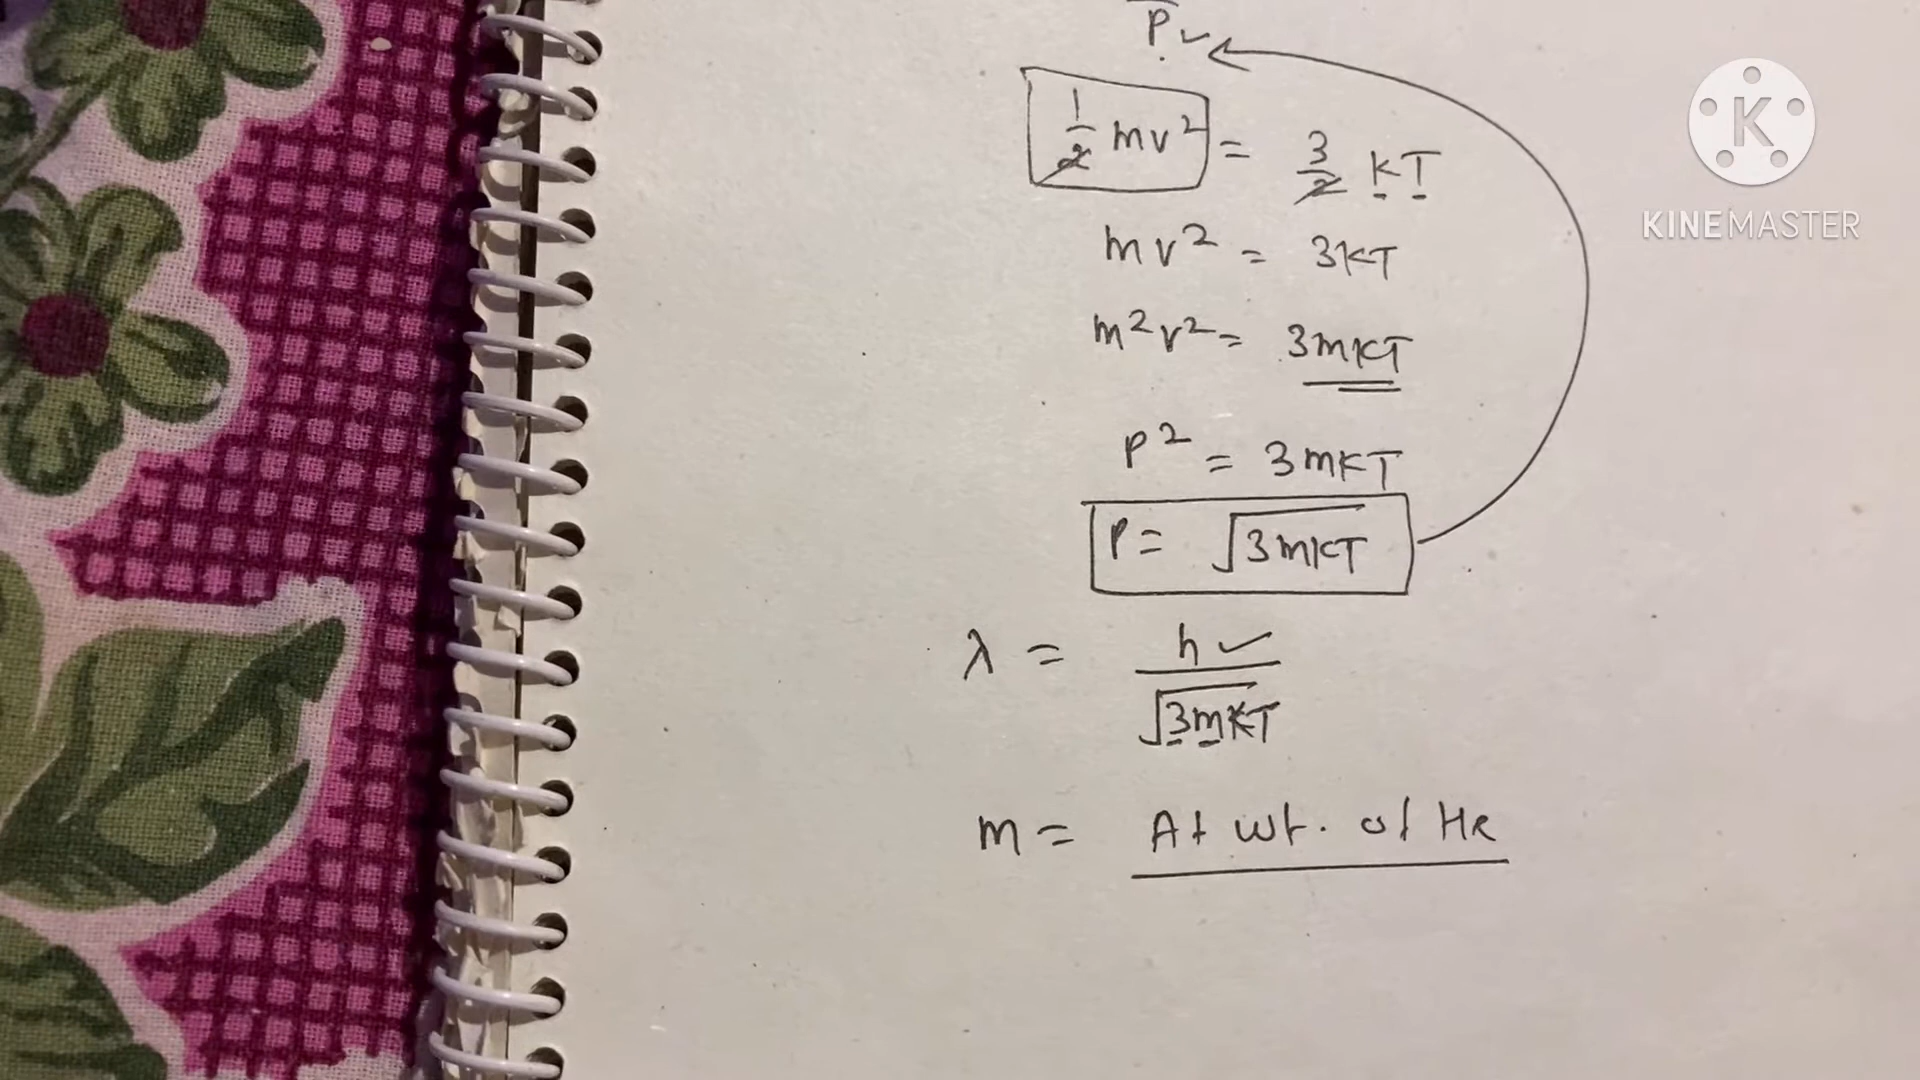 P ✓
1/2 mv² = 3/2 KT
mv² = 3KT
m²v² = 3mKT
P² = 3mKT
P = √3mKT
λ = h ✓ / √3mKT
m = At wt. of He
K
KINEMASTER